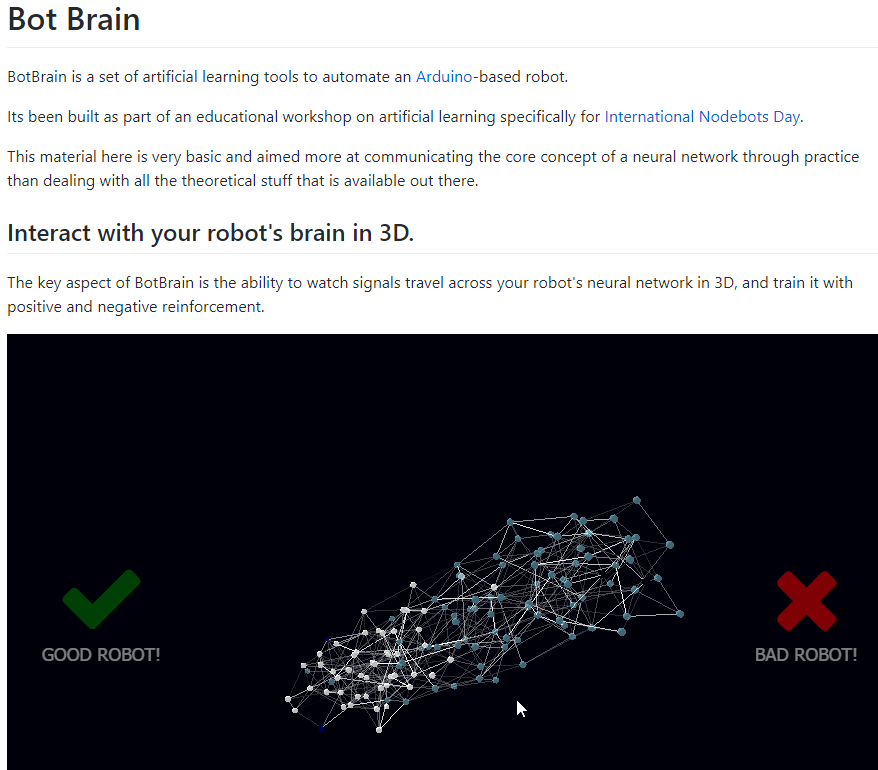 Bot Brain
BotBrain is a set of artificial learning tools to automate an Arduino-based robot.
Its been built as part of an educational workshop on artificial learning specifically for International Nodebots Day.
This material here is very basic and aimed more at communicating the core concept of a neural network through practice
than dealing with all the theoretical stuff that is available out there.
Interact with your robot's brain in 3D.
The key aspect of BotBrain is the ability to watch signals travel across your robot's neural network in 3D, and train it with
positive and negative reinforcement.
GOOD ROBOT!
BAD ROBOT!